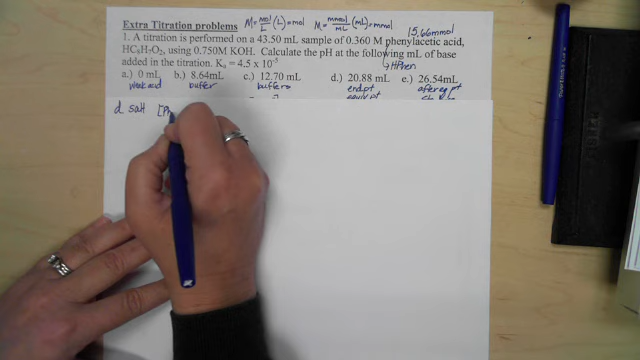 Extra Titration problems M = mol/L (L) = mol M = mmol/mL (mL) = mmol 15.66mmol
1. A titration is performed on a 43.50 mL sample of 0.360 M phenylacetic acid,
HC₈H₇O₂, using 0.750M KOH. Calculate the pH at the following mL of base
→HPhen
added in the titration. Kₐ = 4.5 x 10⁻⁵
a.) 0 mL b.) 8.64mL c.) 12.70 mL d.) 20.88 mL e.) 26.54mL
weak acid buffer buffers end pt after eq pt
equiv pt
d salt [P